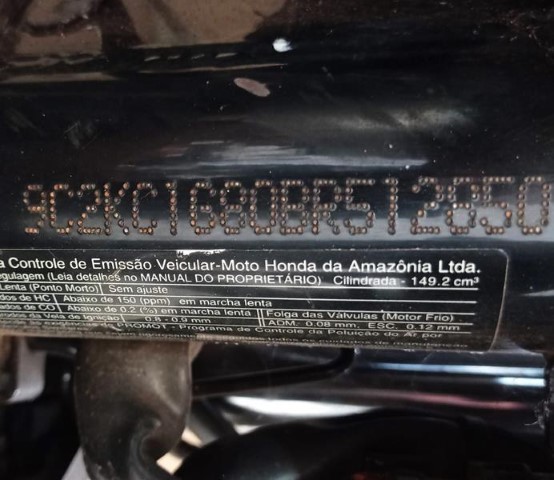 9C2KC1680BR512850
a Controle de Emissão Veicular-Moto Honda da Amazônia Ltda.
egulagem (Leia detalhes no MANUAL DO PROPRIETÁRIO) Cilindrada - 149.2 cm³
Lenta (Ponto Morto) Sem ajuste
dos de HC Abaixo de 150 (ppm) em marcha lenta
dos de CO Abaixo de 0.2 (%) em marcha lenta Folga das Válvulas (Motor Frio)
Vela de Ignição) 0.8 - 0.9 mm ADM. 0.08 mm. ESC. 0.12 mm
PROMOT - Programa de Controle da Poluição do Ar por